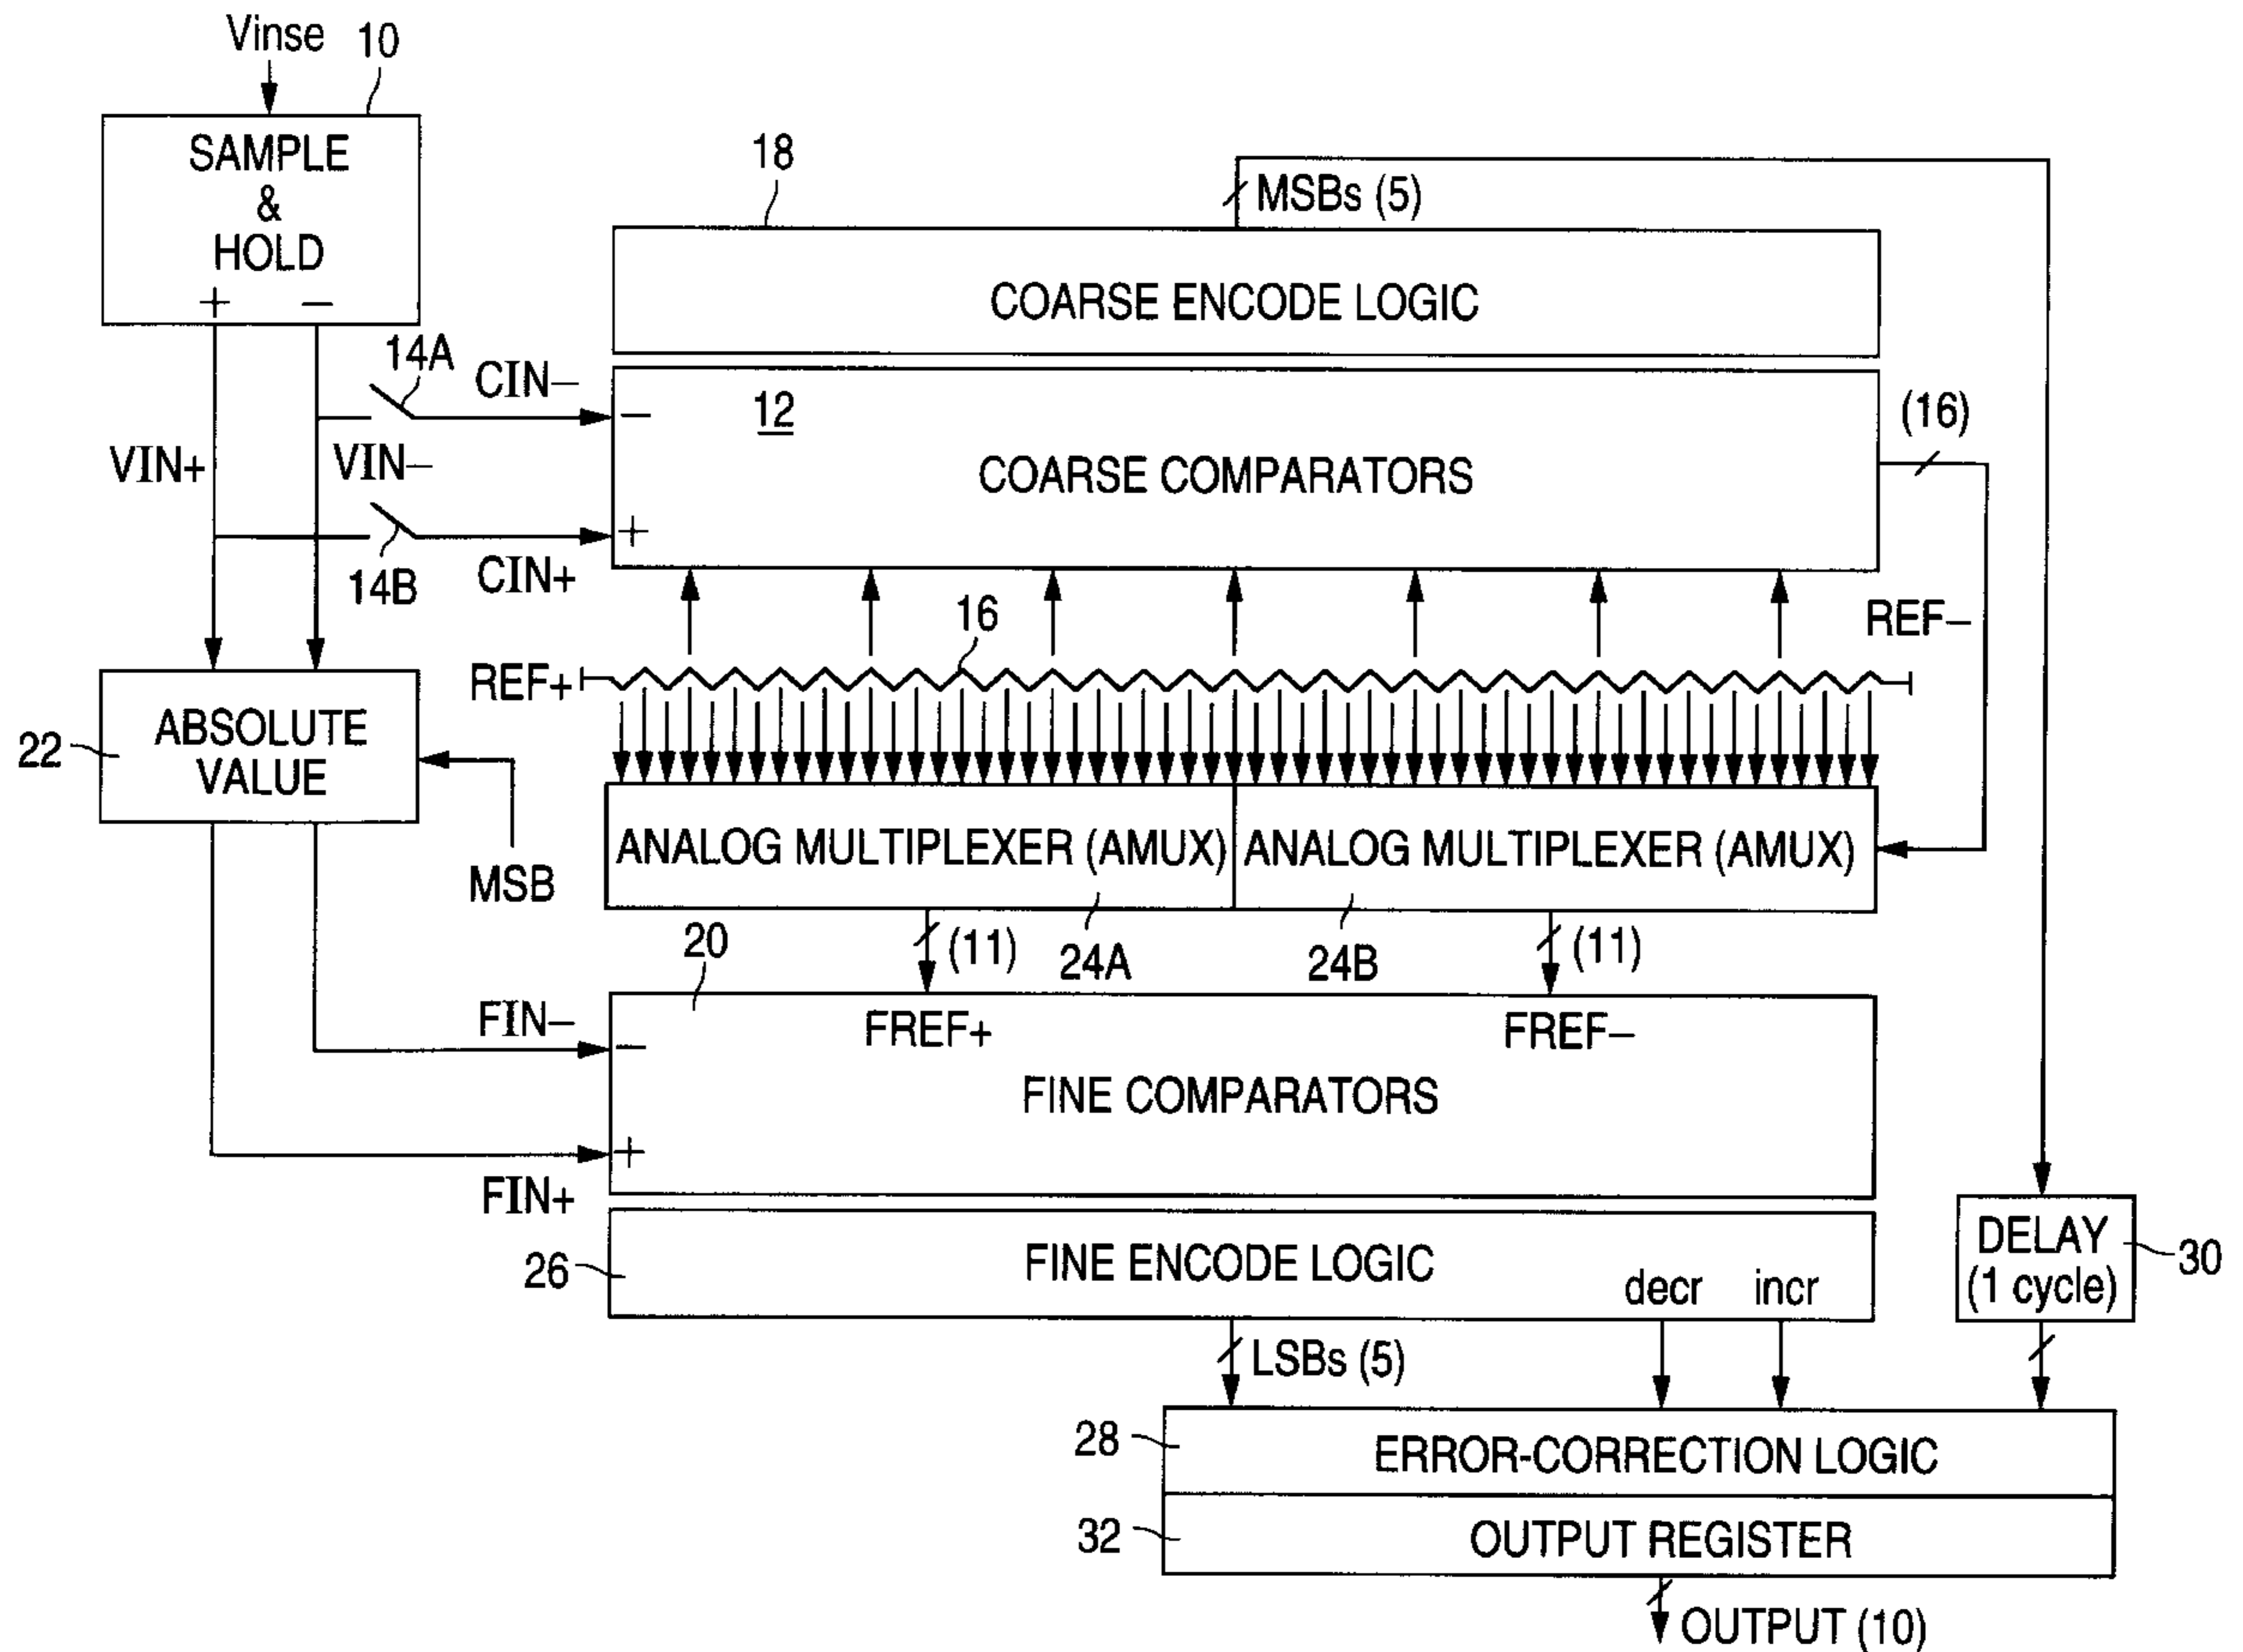 Vinse 10
SAMPLE
&
HOLD
+ −
18
MSBs (5)
COARSE ENCODE LOGIC
14A
CIN−
−
12
COARSE COMPARATORS
(16)
VIN+
VIN−
+
14B
CIN+
16
REF−
REF+
ABSOLUTE
VALUE
22
MSB
ANALOG MULTIPLEXER (AMUX)
ANALOG MULTIPLEXER (AMUX)
20
(11)
24A
24B
(11)
FIN−
−
FREF+
FREF−
FINE COMPARATORS
+
FIN+
26
FINE ENCODE LOGIC
decr
incr
DELAY
(1 cycle)
30
LSBs (5)
28
ERROR-CORRECTION LOGIC
32
OUTPUT REGISTER
OUTPUT (10)